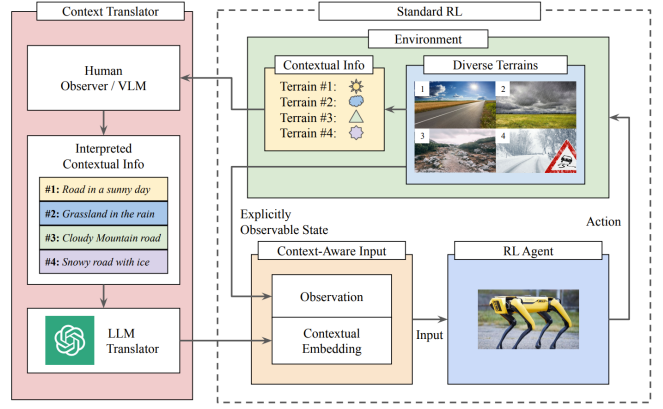 Context Translator
Human
Observer / VLM
Interpreted
Contextual Info
#1: Road in a sunny day
#2: Grassland in the rain
#3: Cloudy Mountain road
#4: Snowy road with ice
LLM
Translator
Standard RL
Environment
Contextual Info
Terrain #1:
Terrain #2:
Terrain #3:
Terrain #4:
Diverse Terrains
1
2
3
4
Explicitly
Observable State
Action
Context-Aware Input
Observation
Contextual
Embedding
Input
RL Agent